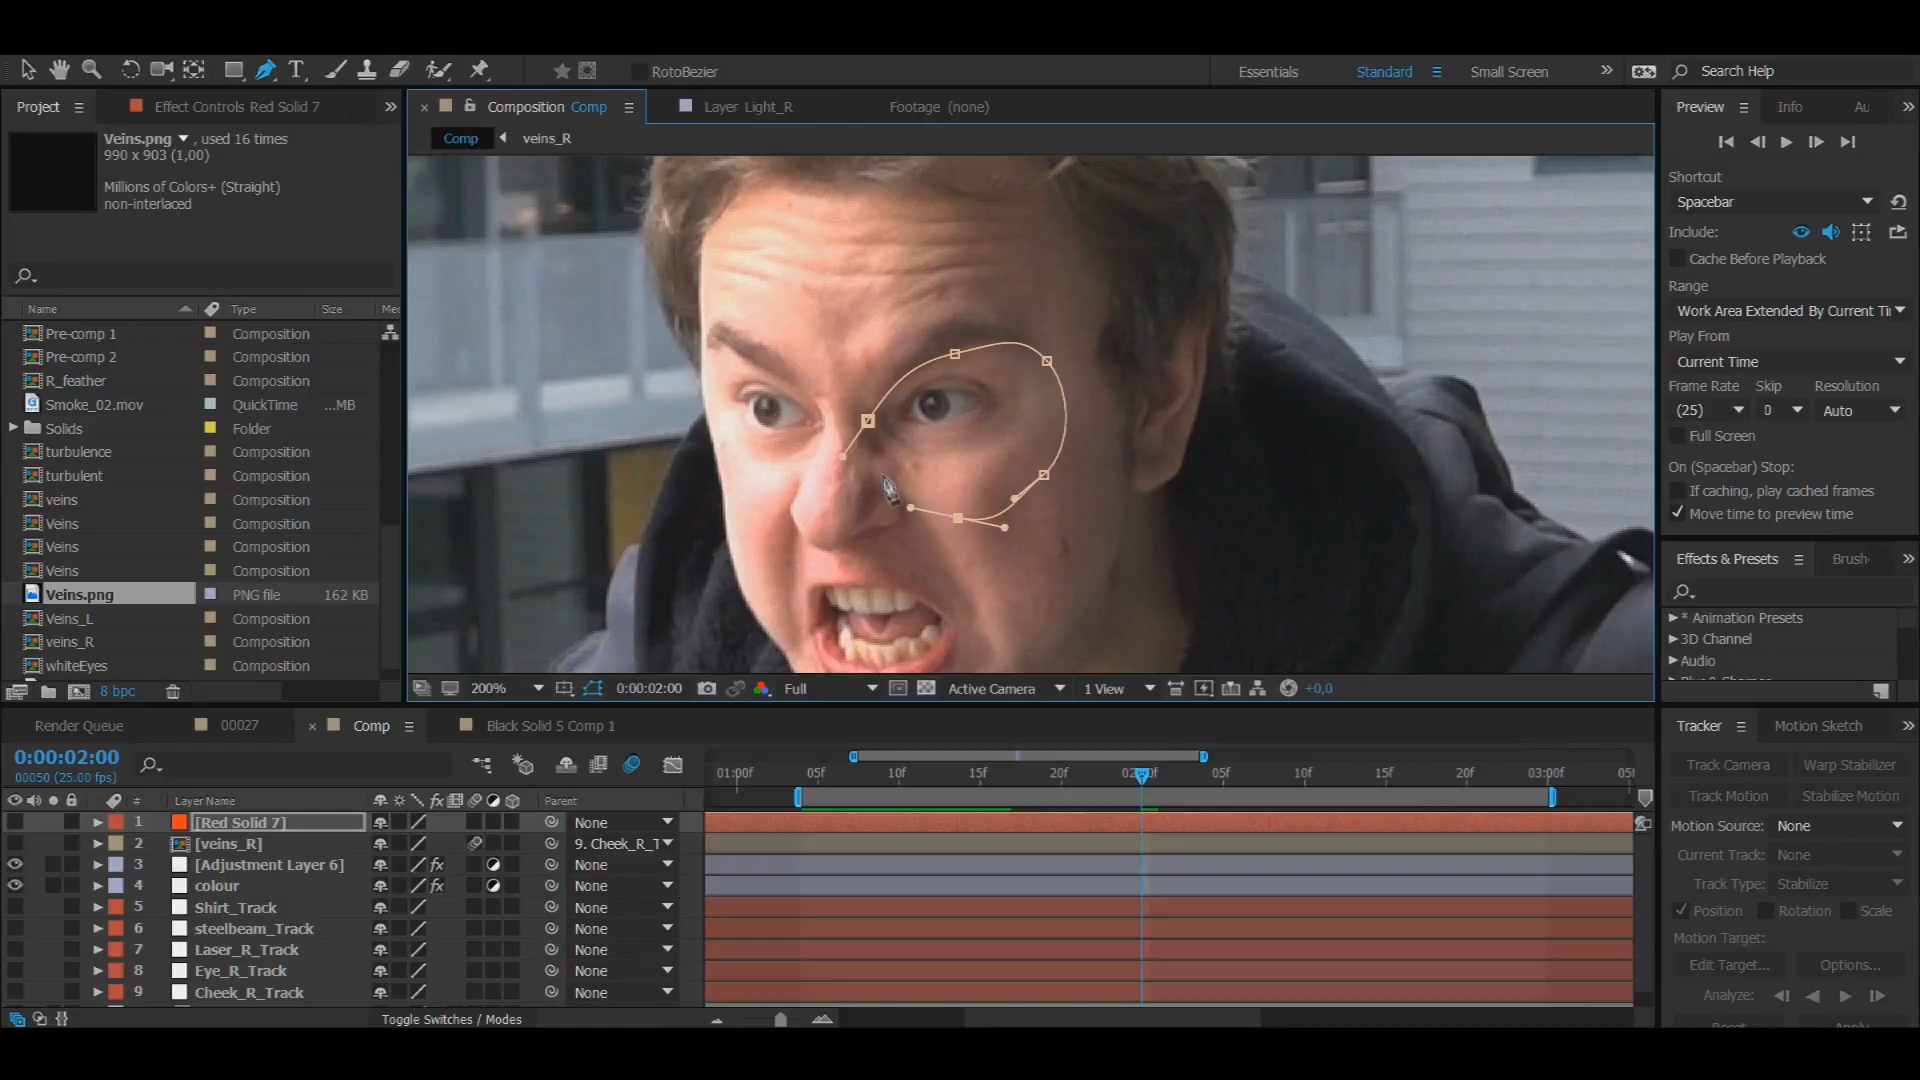 RotoBezier
Essentials
Standard
Small Screen
Search Help
Project
Effect Controls Red Solid 7
Composition Comp
Layer Light_R
Footage (none)
Preview
Info
Au
Comp
veins_R
Veins.png , used 16 times
990 x 903 (1,00)
Millions of Colors+ (Straight)
non-interlaced
Shortcut
Spacebar
Include:
Cache Before Playback
Range
Work Area Extended By Current Ti
Play From
Current Time
Frame Rate
Skip
Resolution
(25)
0
Auto
Full Screen
On (Spacebar) Stop:
If caching, play cached frames
Move time to preview time
Name
Type
Size
Med
Pre-comp 1
Composition
Pre-comp 2
Composition
R_feather
Composition
Smoke_02.mov
QuickTime
...MB
Solids
Folder
turbulence
Composition
turbulent
Composition
veins
Composition
Veins
Composition
Veins
Composition
Veins
Composition
Veins.png
PNG file
162 KB
Veins_L
Composition
veins_R
Composition
whiteEyes
Composition
8 bpc
Effects & Presets
Brush
* Animation Presets
3D Channel
Audio
200%
0:00:02:00
Full
Active Camera
1 View
+0,0
Render Queue
00027
Comp
Black Solid 5 Comp 1
0:00:02:00
00050 (25.00 fps)
01:00f
05f
10f
15f
20f
05f
10f
15f
20f
03:00f
#
Layer Name
Parent
1
[Red Solid 7]
None
2
[veins_R]
9. Cheek_R_T
3
[Adjustment Layer 6]
fx
None
4
colour
fx
None
5
Shirt_Track
None
6
steelbeam_Track
None
7
Laser_R_Track
None
8
Eye_R_Track
None
9
Cheek_R_Track
None
Toggle Switches / Modes
Tracker
Motion Sketch
Track Camera
Warp Stabilizer
Track Motion
Stabilize Motion
Motion Source:
None
Current Track:
None
Track Type:
Stabilize
Position
Rotation
Scale
Motion Target:
Edit Target...
Options...
Analyze: